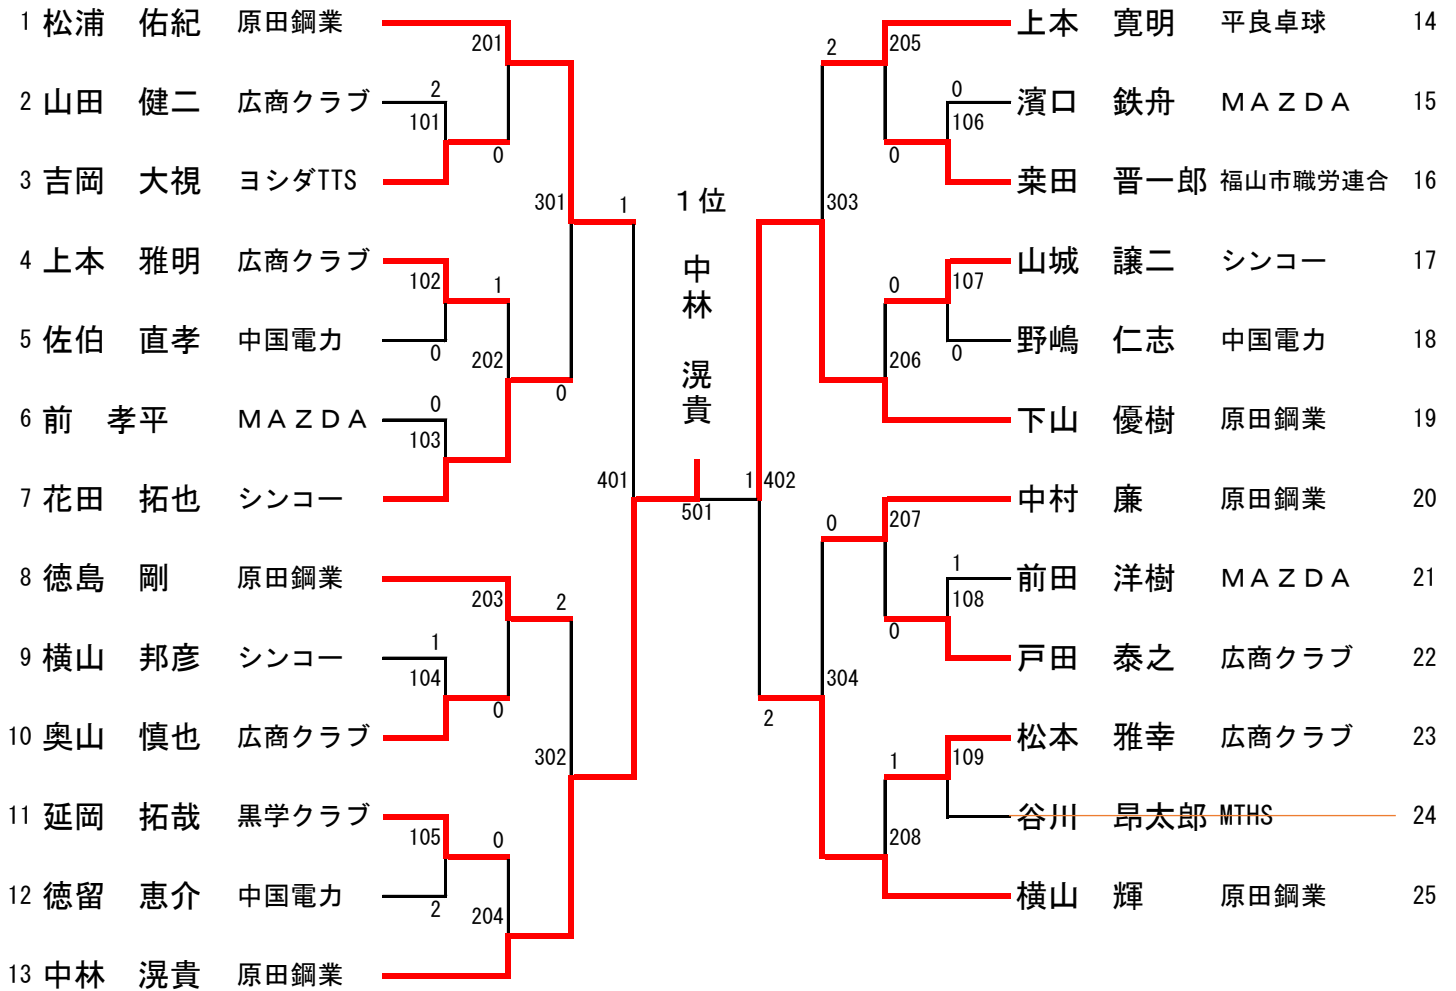 1 松浦　佑紀 原田鋼業
201
2 山田　健二 広商クラブ
2
101
0
3 吉岡　大視 ヨシダTTS
301
1
4 上本　雅明 広商クラブ
102
1
5 佐伯　直孝 中国電力
0
202
0
6 前　孝平 ＭＡＺＤＡ
0
103
7 花田　拓也 シンコー
401
8 徳島　剛 原田鋼業
203
2
9 横山　邦彦 シンコー
1
104
0
10 奥山　慎也 広商クラブ
302
11 延岡　拓哉 黒学クラブ
105
0
12 徳留　恵介 中国電力
2
204
13 中林　滉貴 原田鋼業
１位
中林　滉貴
501
上本　寛明 平良卓球 14
2
205
濱口　鉄舟 ＭＡＺＤＡ 15
0
106
0
桒田　晋一郎 福山市職労連合 16
303
山城　譲二 シンコー 17
0
107
野嶋　仁志 中国電力 18
0
206
下山　優樹 原田鋼業 19
1
402
中村　廉 原田鋼業 20
0
207
前田　洋樹 ＭＡＺＤＡ 21
1
108
0
戸田　泰之 広商クラブ 22
304
2
松本　雅幸 広商クラブ 23
1
109
谷川　昂太郎 MTHS 24
208
横山　輝 原田鋼業 25